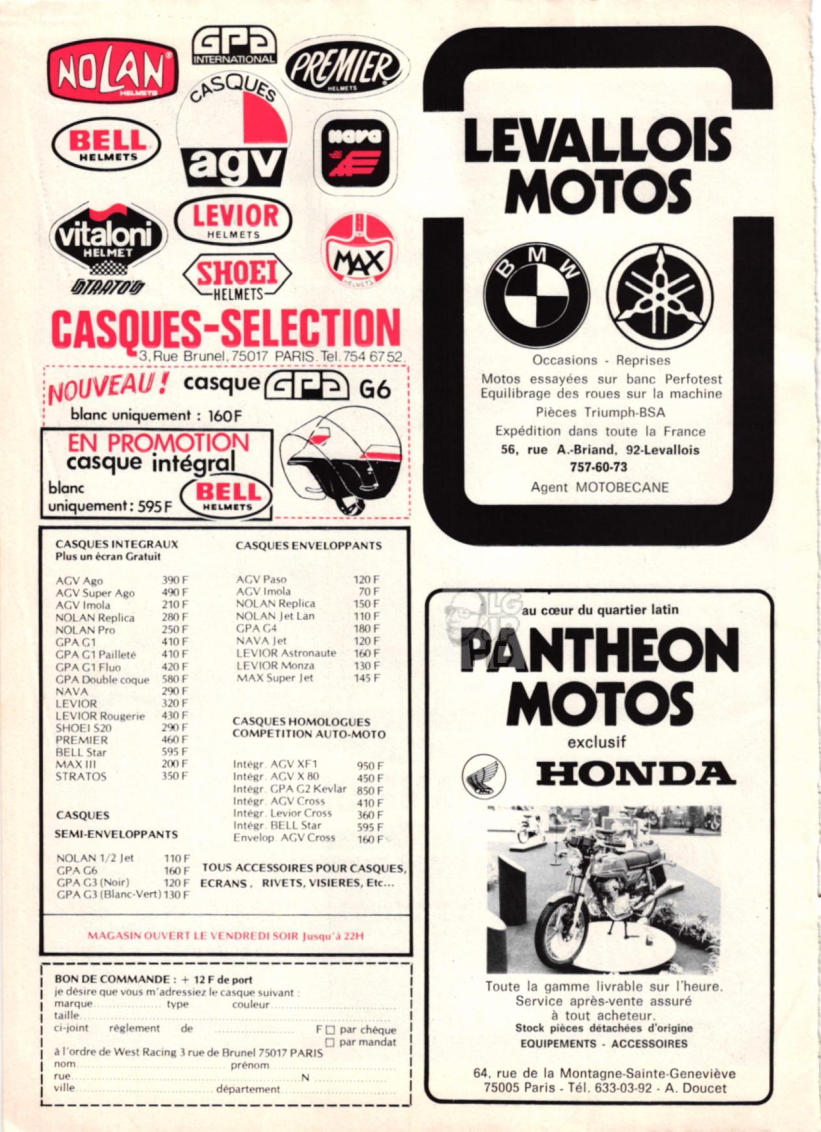 NOLAN
HELMETS
GPA
INTERNATIONAL
PREMIER
HELMETS
CASQUES
agv
BELL
HELMETS
nava
LEVIOR
HELMETS
vitaloni
HELMET
STRATOS
SHOEI
HELMETS
MAX
HELMETS
CASQUES-SELECTION
3, Rue Brunel, 75017 PARIS. Tel. 754 67 52
NOUVEAU ! casque GPA G6
blanc uniquement : 160F
EN PROMOTION
casque intégral
blanc
uniquement : 595F
BELL
HELMETS
CASQUES INTEGRAUX
Plus un écran Gratuit
AGV Ago 390 F
AGV Super Ago 490 F
AGV Imola 210 F
NOLAN Replica 280 F
NOLAN Pro 250 F
GPA G1 410 F
GPA G1 Pailleté 410 F
GPA G1 Fluo 420 F
GPA Double coque 580 F
NAVA 290 F
LEVIOR 320 F
LEVIOR Rougerie 430 F
SHOEI S20 290 F
PREMIER 460 F
BELL Star 595 F
MAX III 200 F
STRATOS 350 F
CASQUES
SEMI-ENVELOPPANTS
NOLAN 1/2 Jet 110 F
GPA G6 160 F
GPA G3 (Noir) 120 F
GPA G3 (Blanc-Vert) 130 F
CASQUES ENVELOPPANTS
AGV Paso 120 F
AGV Imola 70 F
NOLAN Replica 150 F
NOLAN Jet Lan 110 F
GPA G4 180 F
NAVA Jet 120 F
LEVIOR Astronaute 160 F
LEVIOR Monza 130 F
MAX Super Jet 145 F
CASQUES HOMOLOGUES
COMPETITION AUTO-MOTO
Intégr. AGV XF1 950 F
Intégr. AGV X 80 450 F
Intégr. GPA G2 Kevlar 850 F
Intégr. AGV Cross 410 F
Intégr. Levior Cross 360 F
Intégr. BELL Star 595 F
Envelop. AGV Cross 160 F
TOUS ACCESSOIRES POUR CASQUES,
ECRANS, RIVETS, VISIERES, Etc...
MAGASIN OUVERT LE VENDREDI SOIR Jusqu'à 22H
BON DE COMMANDE : + 12 F de port
je désire que vous m'adressiez le casque suivant :
marque type couleur
taille
ci-joint règlement de F □ par chèque
□ par mandat
à l'ordre de West Racing 3 rue de Brunel 75017 PARIS
nom prénom
rue N
ville département
LEVALLOIS
MOTOS
BMW
Occasions - Reprises
Motos essayées sur banc Perfotest
Equilibrage des roues sur la machine
Pièces Triumph-BSA
Expédition dans toute la France
56, rue A.-Briand, 92-Levallois
757-60-73
Agent MOTOBECANE
au cœur du quartier latin
PANTHEON
MOTOS
exclusif
HONDA
Toute la gamme livrable sur l'heure.
Service après-vente assuré
à tout acheteur.
Stock pièces détachées d'origine
EQUIPEMENTS - ACCESSOIRES
64, rue de la Montagne-Sainte-Geneviève
75005 Paris - Tél. 633-03-92 - A. Doucet